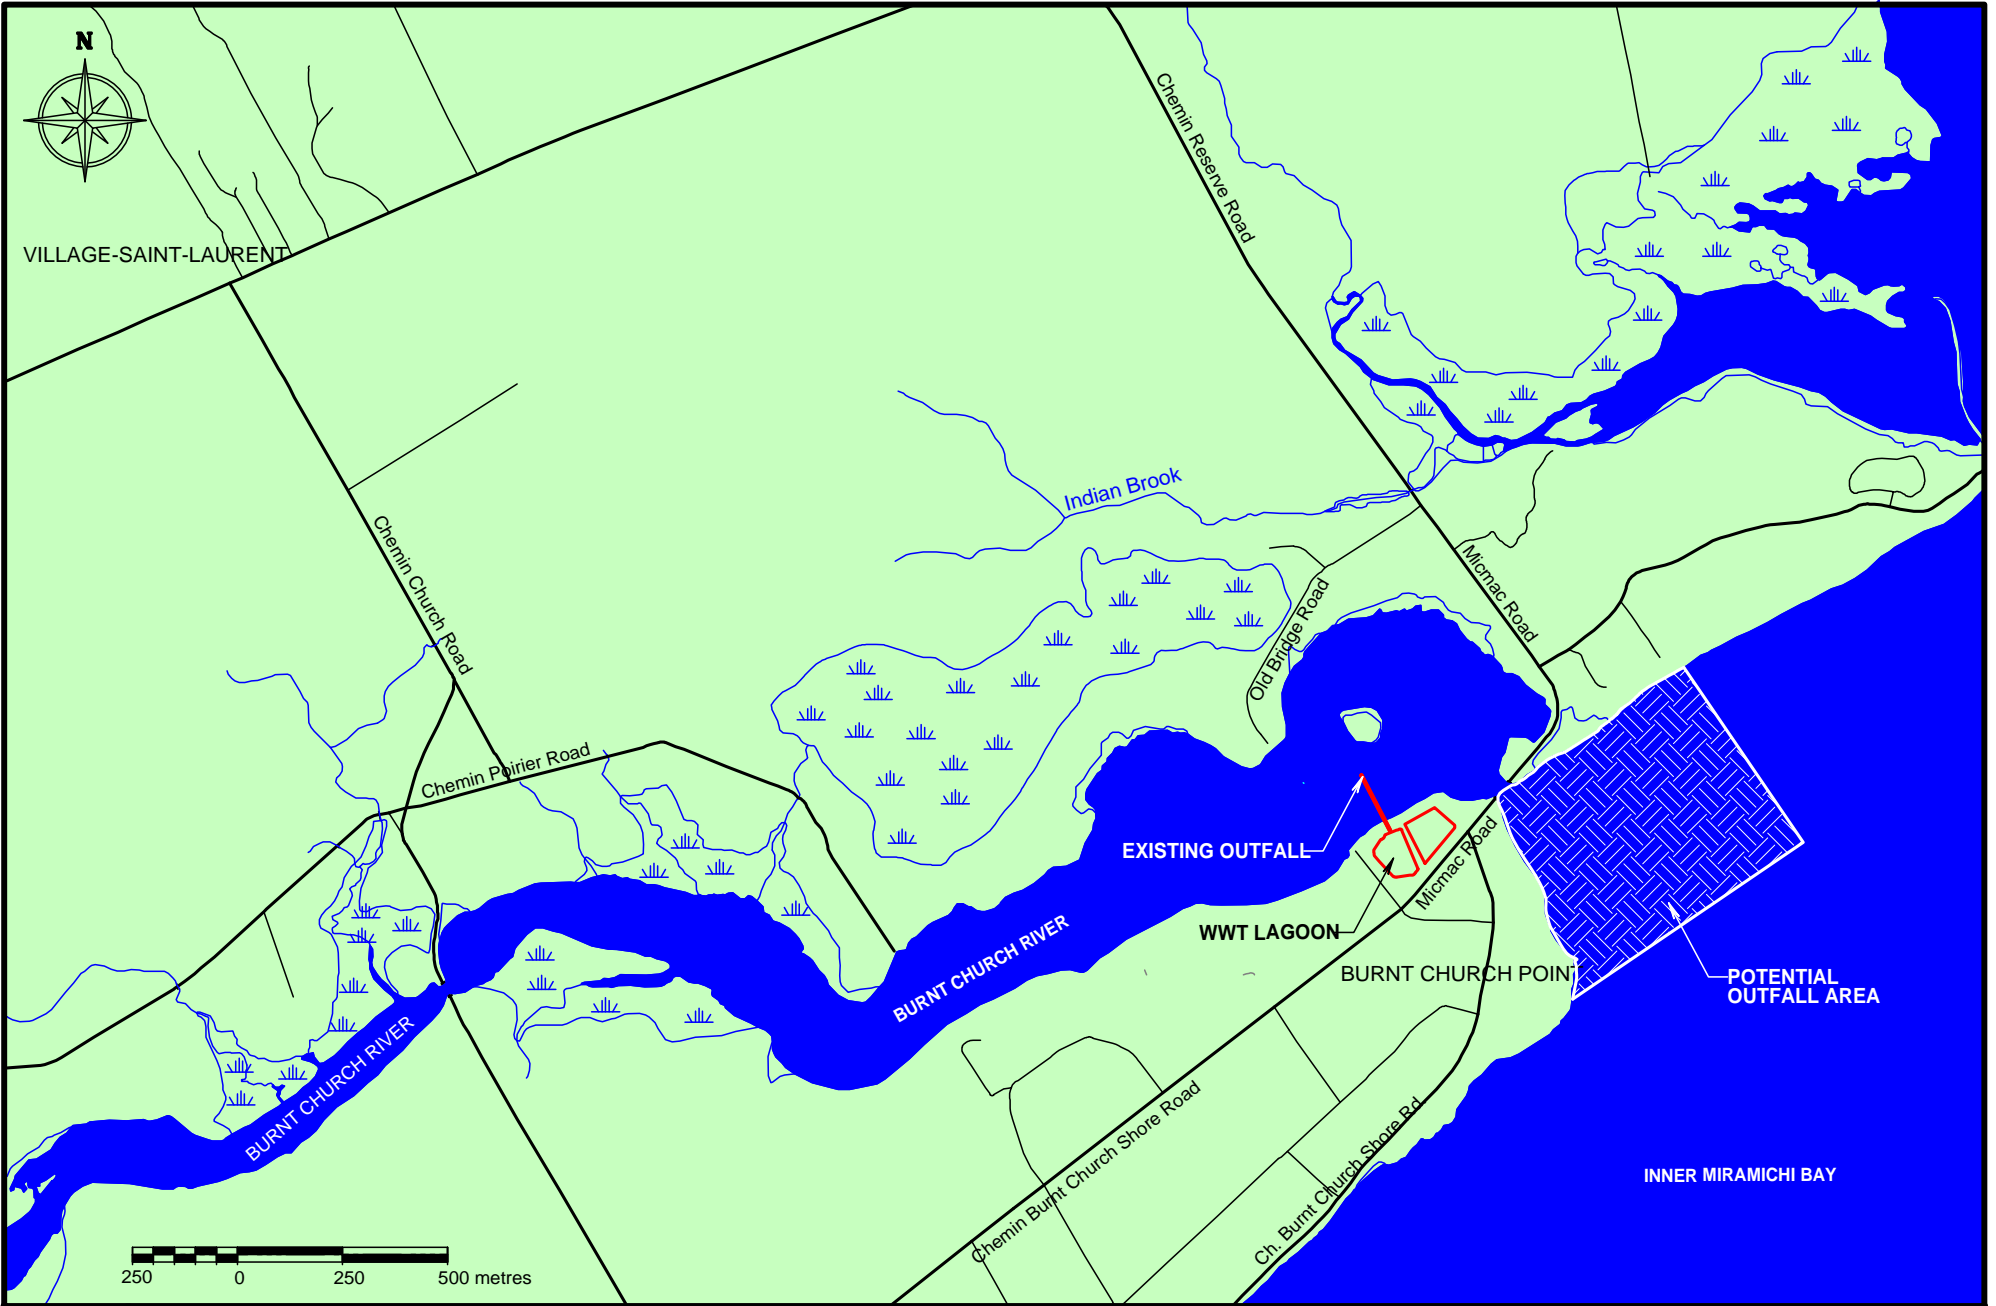 N
VILLAGE-SAINT-LAURENT
Chemin Reserve Road
Indian Brook
Chemin Church Road
Micmac Road
Old Bridge Road
Chemin Poirier Road
EXISTING OUTFALL
Micmac Road
WWT LAGOON
BURNT CHURCH RIVER
BURNT CHURCH POINT
POTENTIAL
OUTFALL AREA
BURNT CHURCH RIVER
Chemin Burnt Church Shore Road
Ch. Burnt Church Shore Rd
INNER MIRAMICHI BAY
250 0 250 500 metres